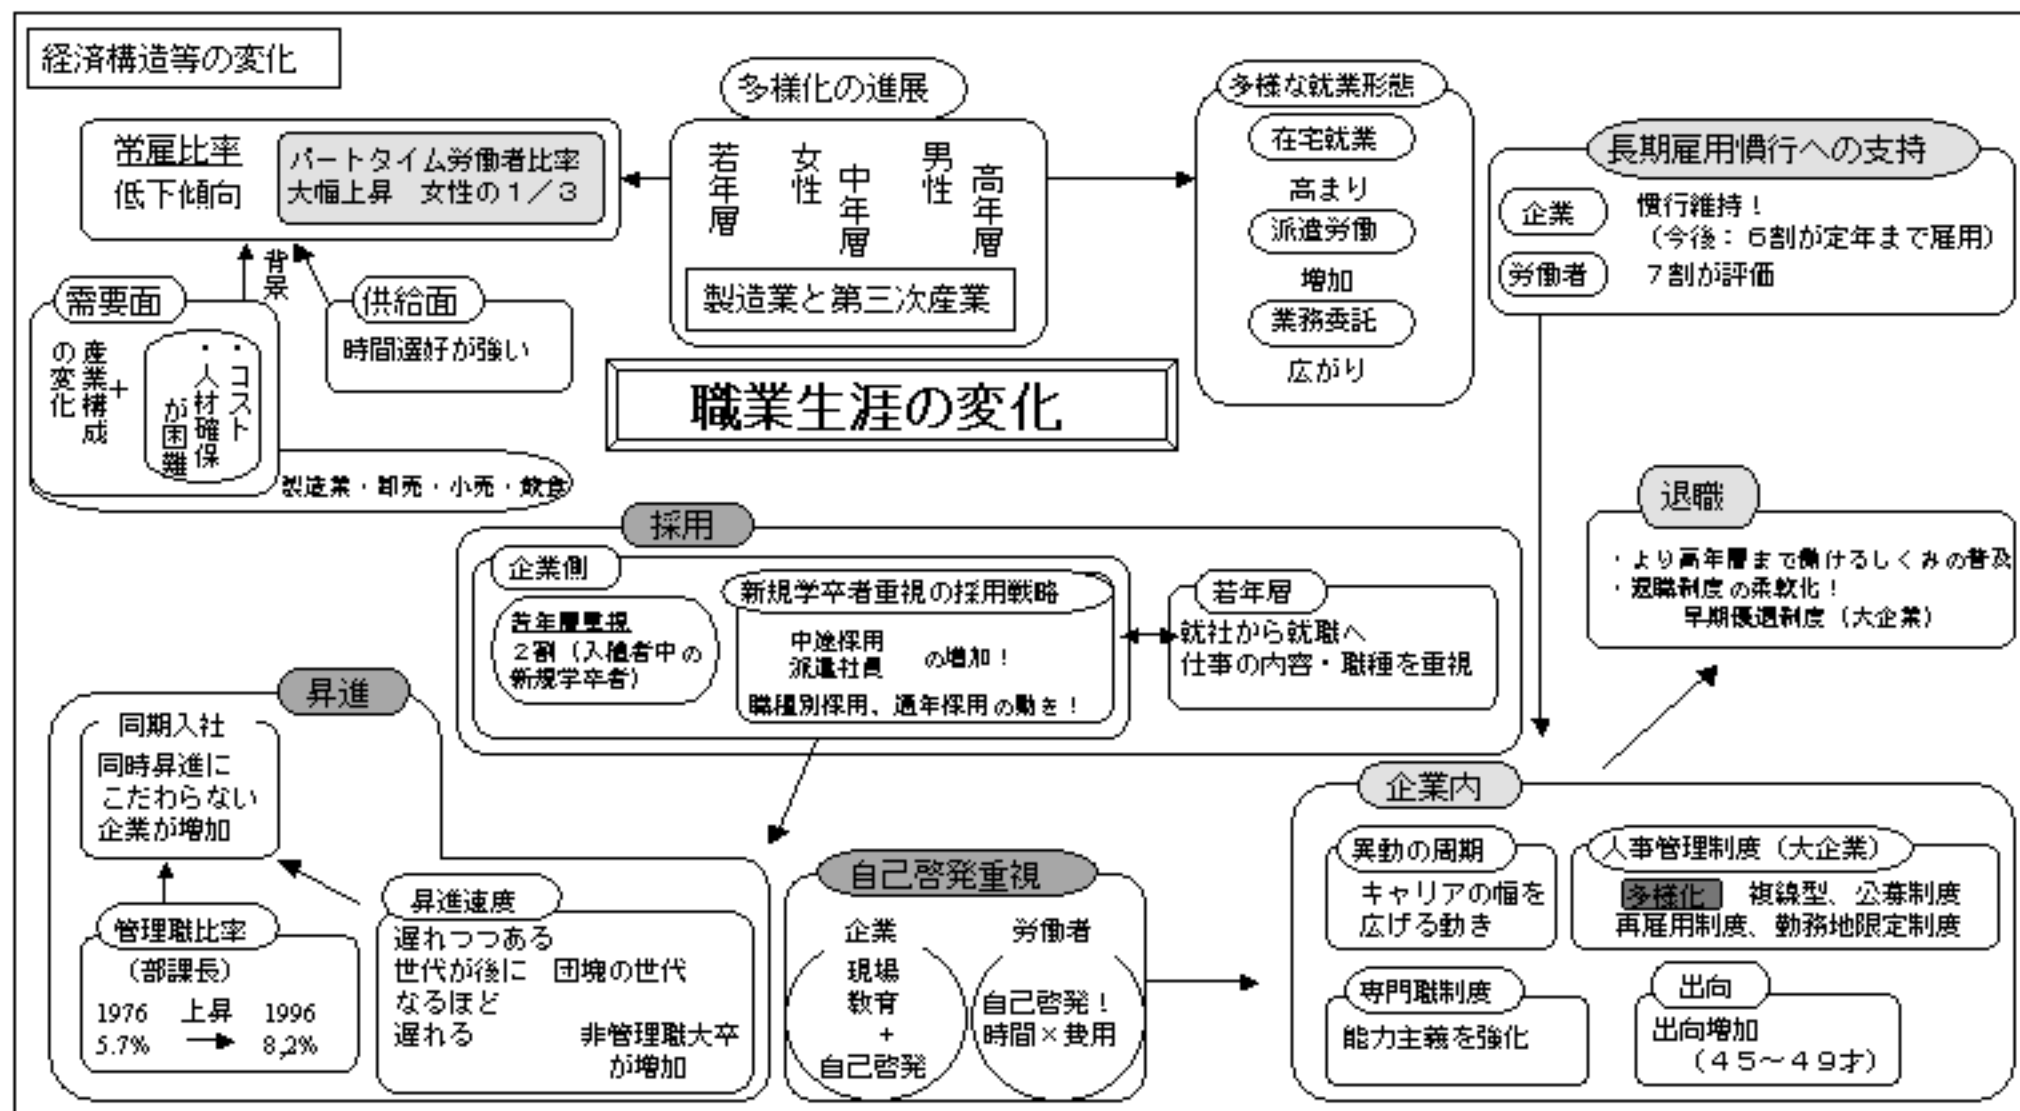 経済構造等の変化
常雇比率
低下傾向
パートタイム労働者比率
大幅上昇　女性の１／３
背景
需要面
産業構成
の変化
＋
・コスト
・人材確保
が困難
製造業・卸売・小売・飲食
供給面
時間選好が強い
多様化の進展
若年層
女性
中年層
男性
高年層
製造業と第三次産業
多様な就業形態
在宅就業
高まり
派遣労働
増加
業務委託
広がり
長期雇用慣行への支持
企業
慣行維持！
（今後：６割が定年まで雇用）
労働者
７割が評価
職業生涯の変化
採用
企業側
若年層重視
２割（入職者中の
新規学卒者）
新規学卒者重視の採用戦略
中途採用
派遣社員
の増加！
職種別採用、通年採用の動き！
若年層
就社から就職へ
仕事の内容・職種を重視
退職
・より高年層まで働けるしくみの普及
・退職制度の柔軟化！
早期優遇制度（大企業）
昇進
同期入社
同時昇進に
こだわらない
企業が増加
管理職比率
（部課長）
1976　上昇　1996
5.7%　→　8,2%
昇進速度
遅れつつある
世代が後に　団塊の世代
なるほど
遅れる
非管理職大卒
が増加
自己啓発重視
企業
現場
教育
+
自己啓発
労働者
自己啓発！
時間×費用
企業内
異動の周期
キャリアの幅を
広げる動き
人事管理制度（大企業）
多様化　複線型、公募制度
再雇用制度、勤務地限定制度
専門職制度
能力主義を強化
出向
出向増加
（４５～４９才）